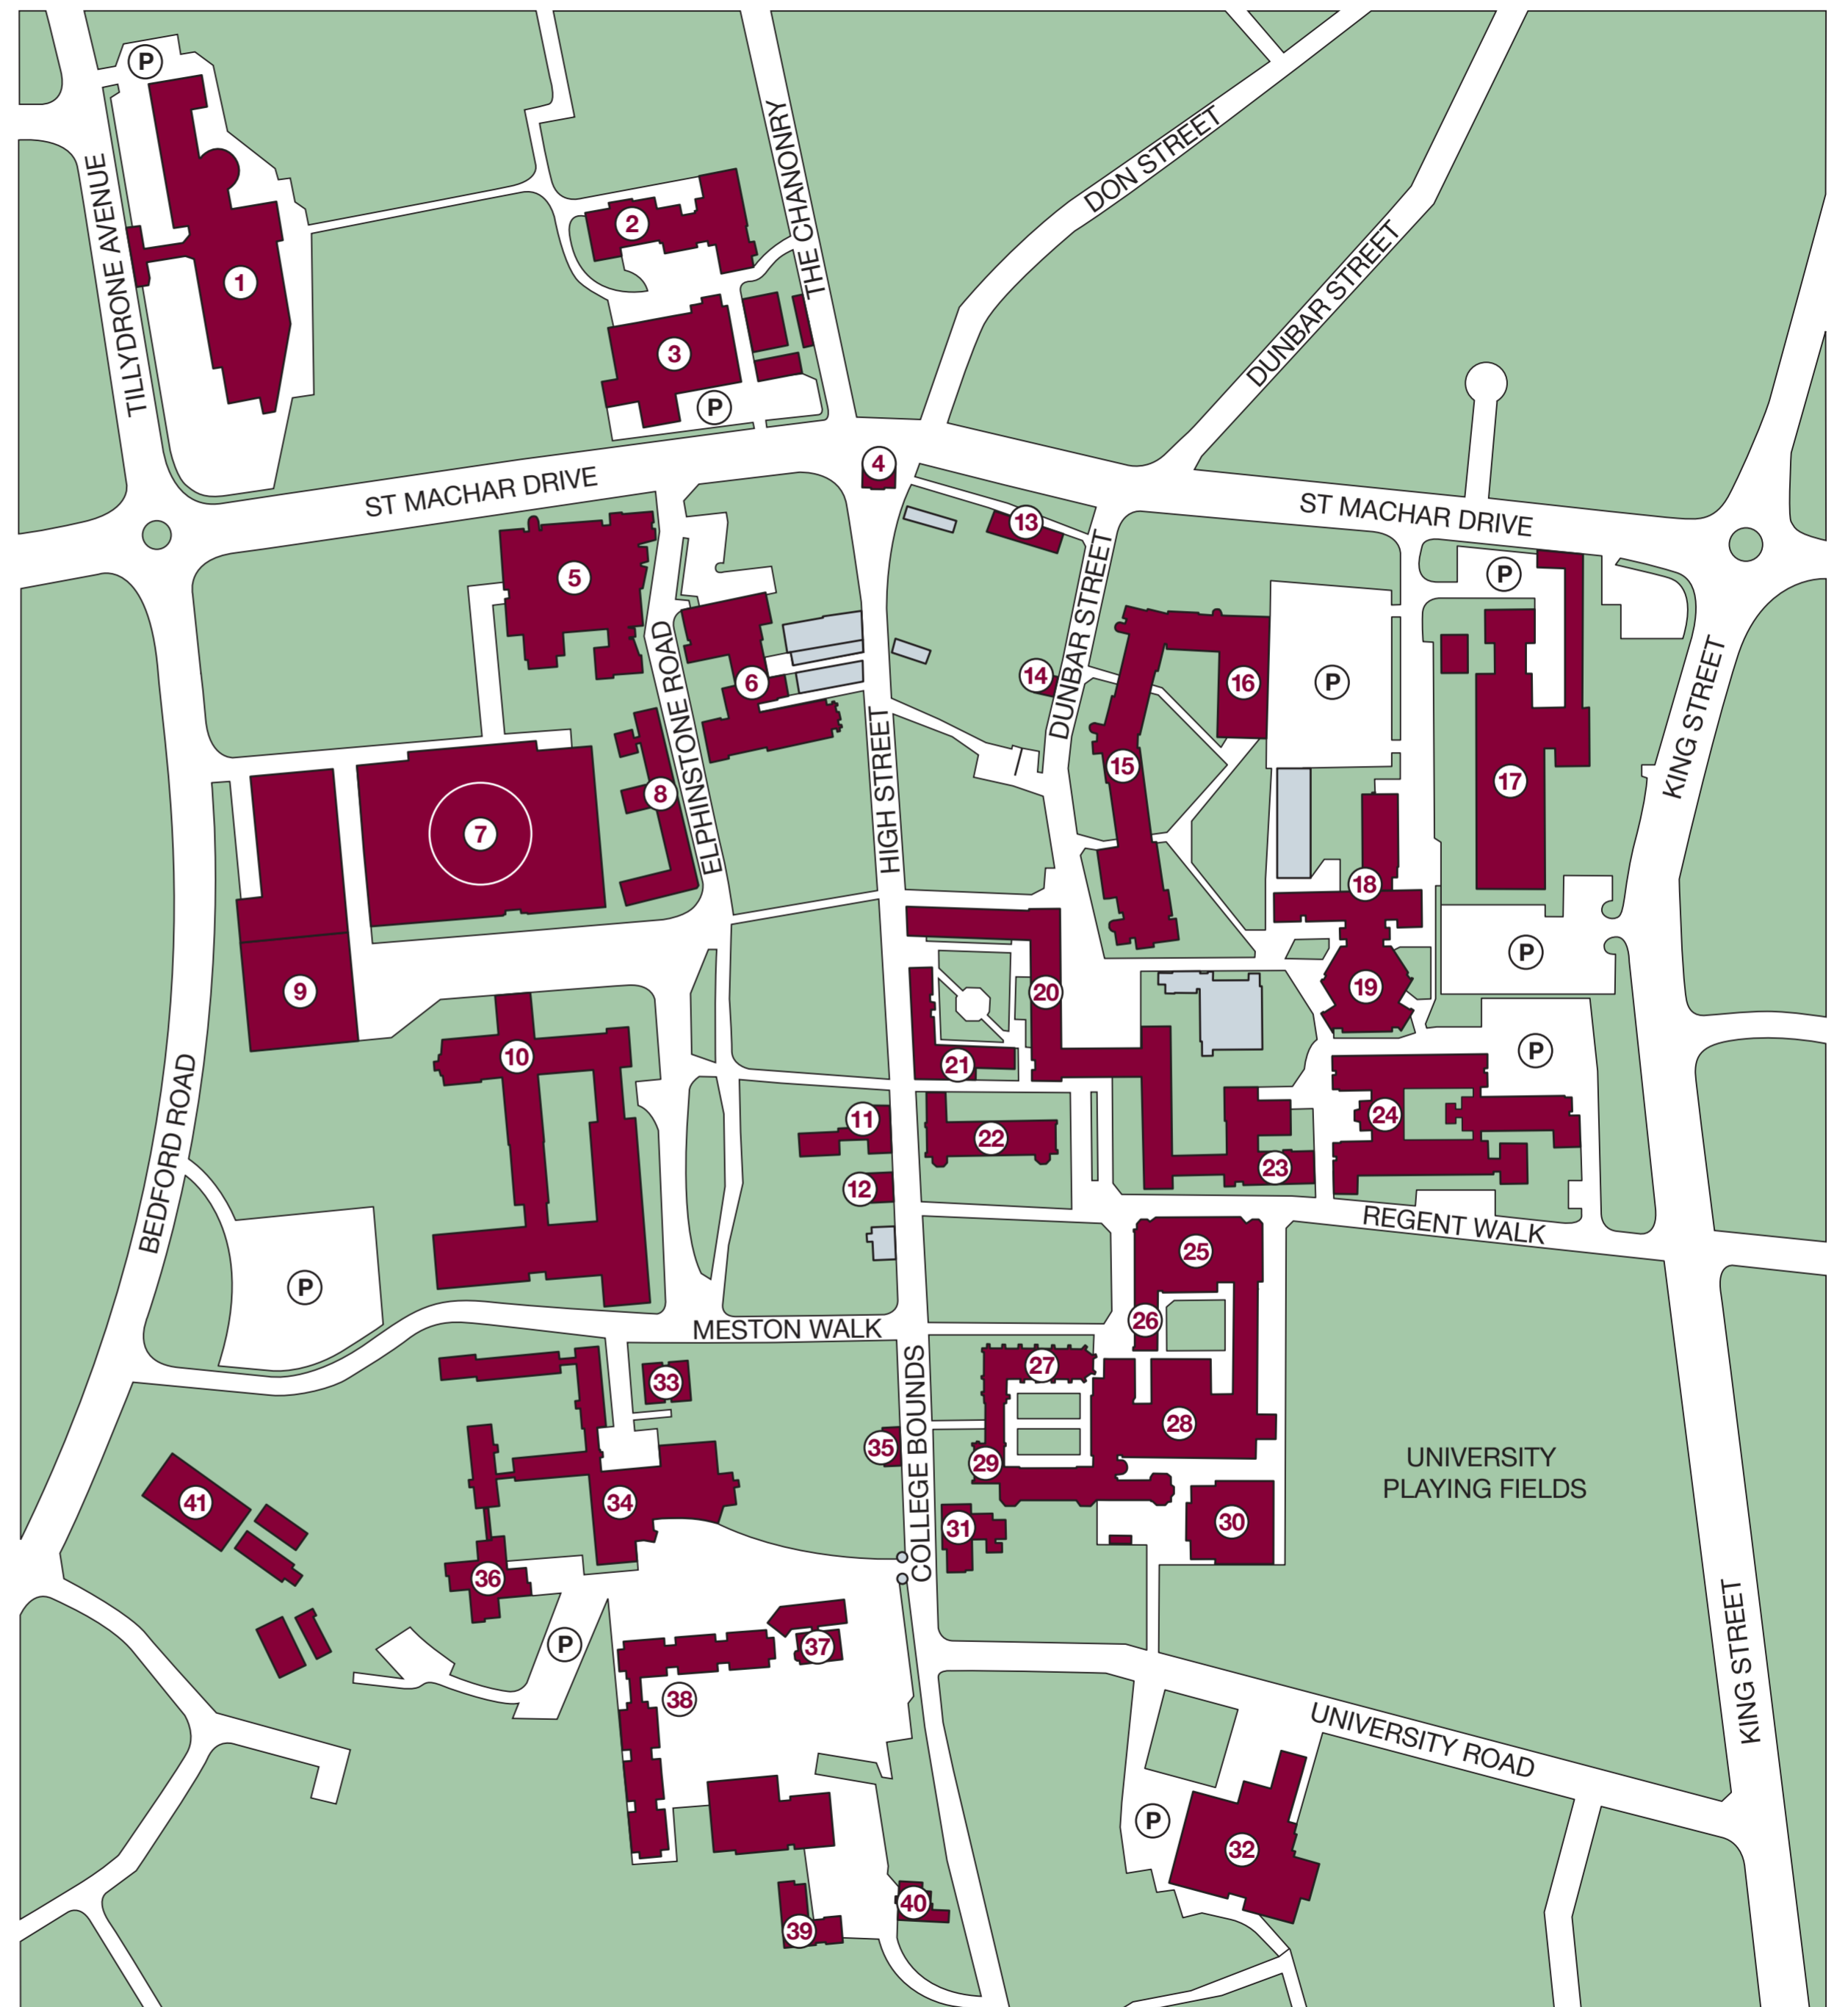 P
TILLYDRONE AVENUE
1
2
THE CHANONRY
3
P
DON STREET
DUNBAR STREET
4
ST MACHAR DRIVE
ST MACHAR DRIVE
13
5
P
DUNBAR STREET
ELPHINSTONE ROAD
6
14
16
P
KING STREET
HIGH STREET
15
17
8
7
18
P
9
20
19
10
21
P
BEDFORD ROAD
11
22
24
12
23
REGENT WALK
25
P
MESTON WALK
26
27
33
COLLEGE BOUNDS
28
35
29
UNIVERSITY
PLAYING FIELDS
41
34
30
31
36
KING STREET
P
37
38
UNIVERSITY ROAD
P
32
40
39